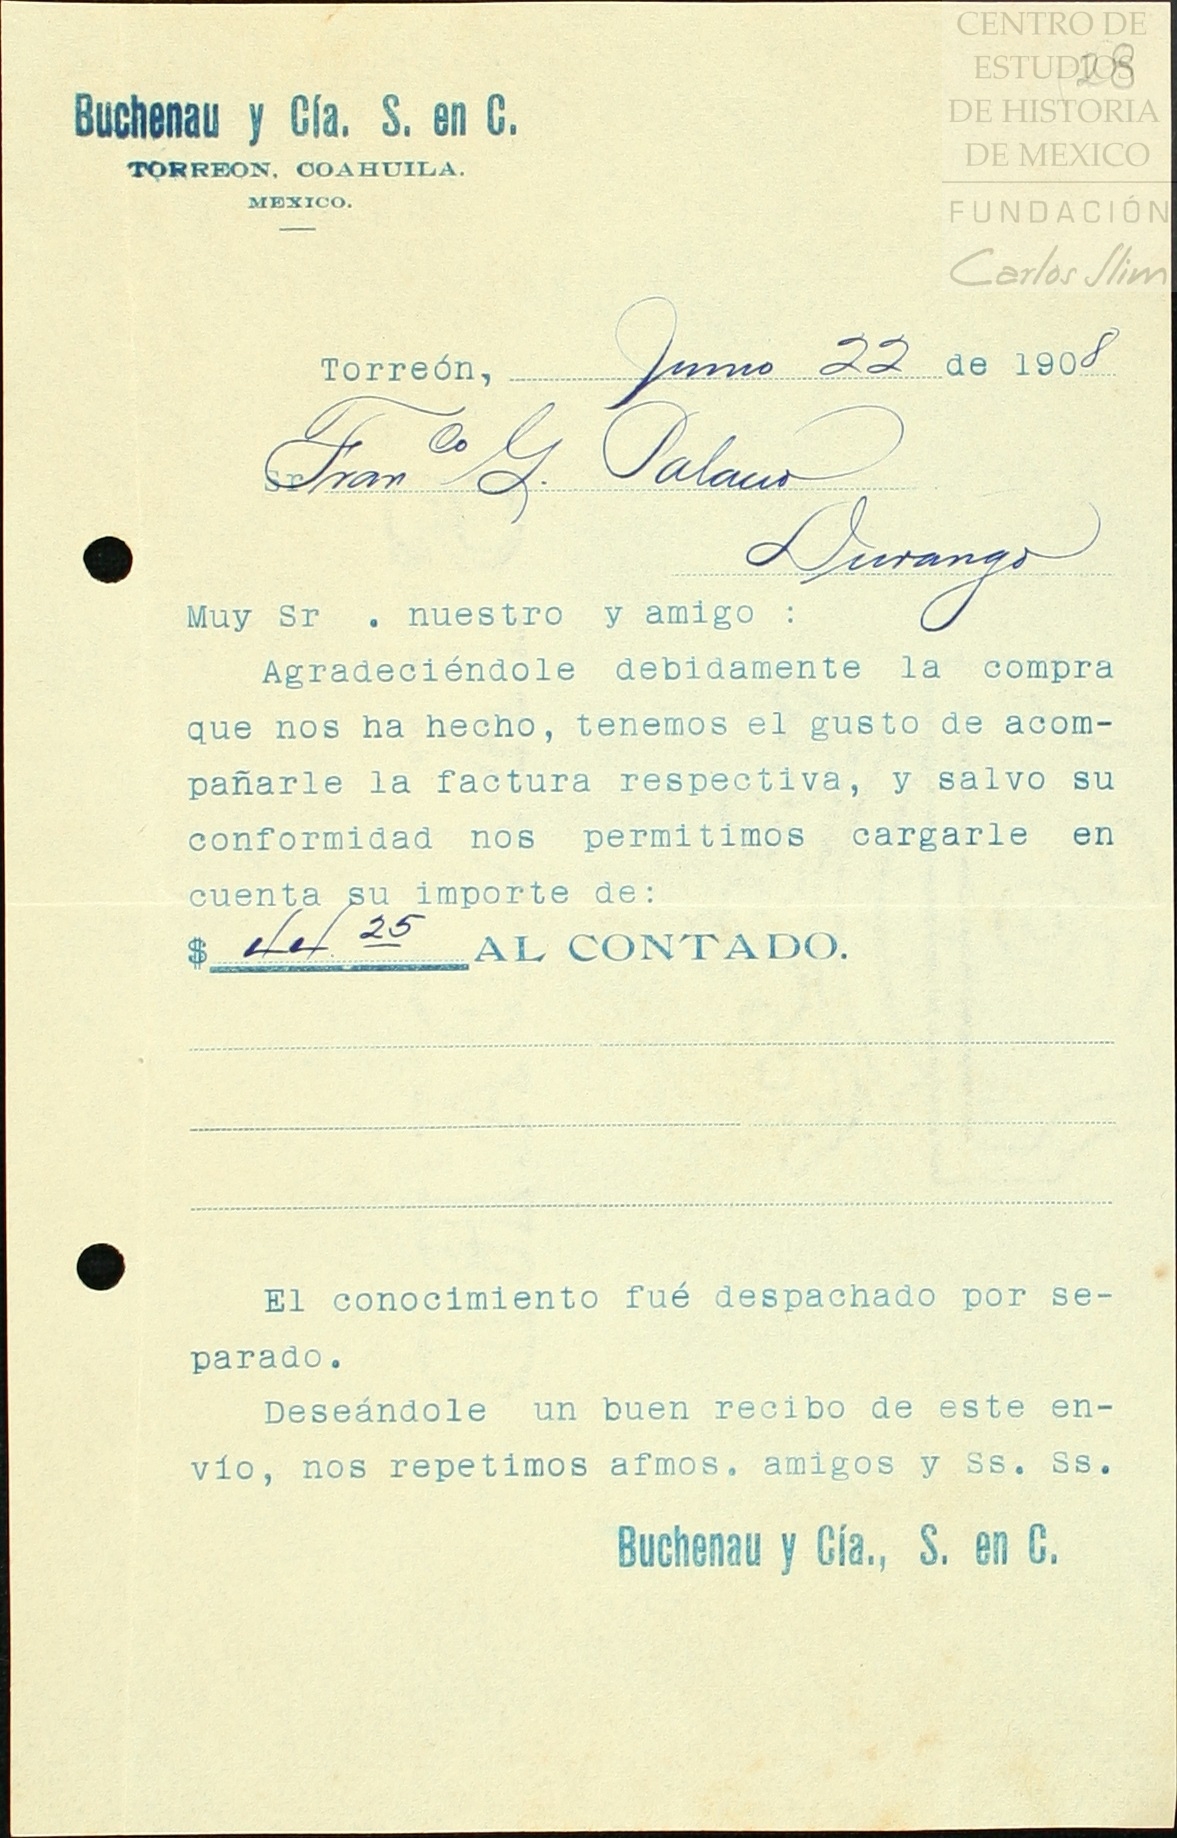 CENTRO DE
ESTUDIOS
DE HISTORIA
DE MEXICO
FUNDACIÓN
Carlos Slim
28
Buchenau y Cía. S. en C.
TORREON, COAHUILA.
MEXICO.
Torreón, Junio 22 de 1908
Sr Franco G. Palacio
Durango
Muy Sr . nuestro y amigo :
Agradeciéndole debidamente la compra
que nos ha hecho, tenemos el gusto de acom-
pañarle la factura respectiva, y salvo su
conformidad nos permitimos cargarle en
cuenta su importe de:
$ 44.25 AL CONTADO.
El conocimiento fué despachado por se-
parado.
Deseándole un buen recibo de este en-
vío, nos repetimos afmos. amigos y Ss. Ss.
Buchenau y Cía., S. en C.